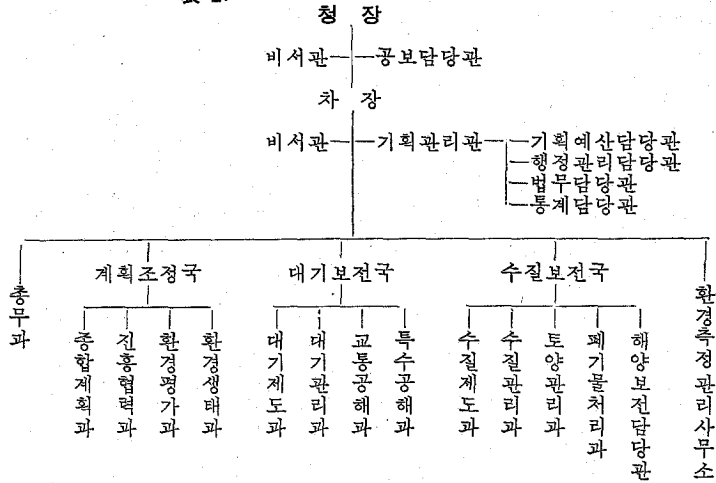 청 장
비서관 공보담당관
차 장
비서관 기획관리관 기획예산담당관
행정관리담당관
법무담당관
통계담당관
총무과
계획조정국
종합계획과
진흥협력과
환경평가과
환경생태과
대기보전국
대기제도과
대기관리과
교통공해과
특수공해과
수질보전국
수질제도과
수질관리과
토양관리과
폐기물처리과
해양보전담당관
환경측정관리사무소